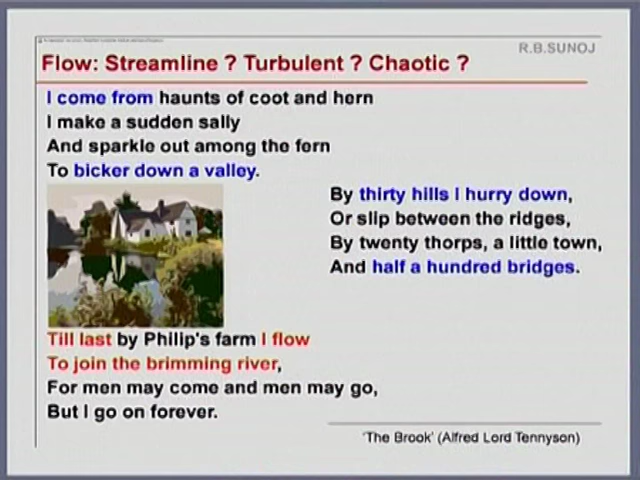 R.B.SUNOJ
Flow: Streamline ? Turbulent ? Chaotic ?
I come from haunts of coot and hern
I make a sudden sally
And sparkle out among the fern
To bicker down a valley.
By thirty hills I hurry down,
Or slip between the ridges,
By twenty thorps, a little town,
And half a hundred bridges.
Till last by Philip's farm I flow
To join the brimming river,
For men may come and men may go,
But I go on forever.
'The Brook' (Alfred Lord Tennyson)